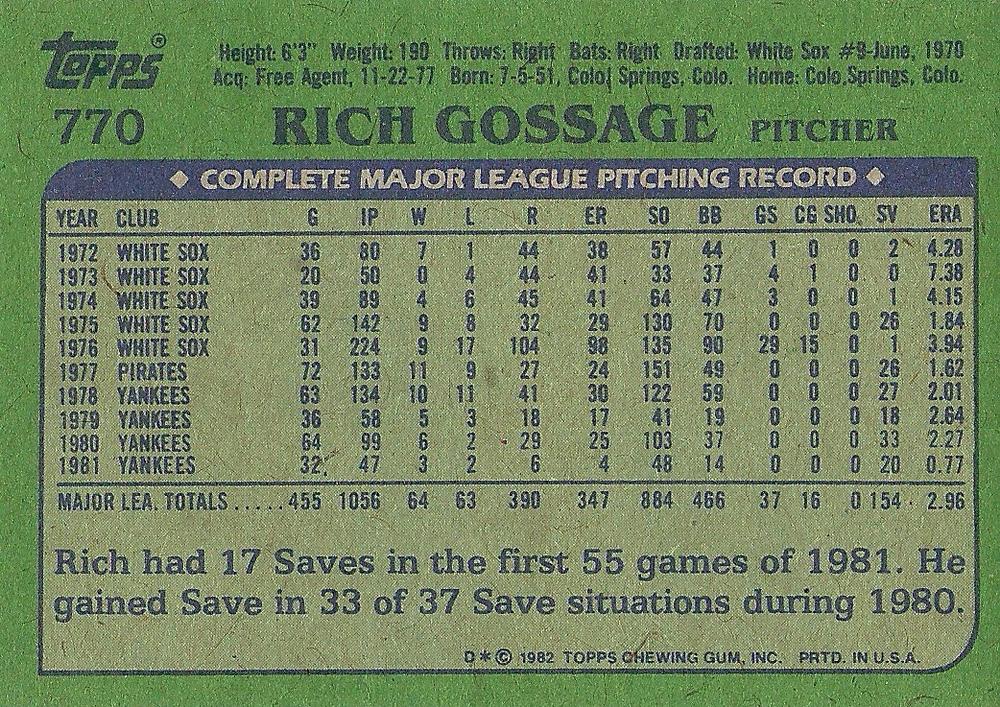 Topps®
Height: 6'3" Weight: 190 Throws: Right Bats: Right Drafted: White Sox #9-June, 1970
Acq: Free Agent, 11-22-77 Born: 7-5-51, Colo. Springs, Colo. Home: Colo. Springs, Colo.
770 RICH GOSSAGE PITCHER
◆ COMPLETE MAJOR LEAGUE PITCHING RECORD ◆
YEAR CLUB G IP W L R ER SO BB GS CG SHO. SV ERA
1972 WHITE SOX 36 80 7 1 44 38 57 44 1 0 0 2 4.28
1973 WHITE SOX 20 50 0 4 44 41 33 37 4 1 0 0 7.38
1974 WHITE SOX 39 89 4 6 45 41 64 47 3 0 0 1 4.15
1975 WHITE SOX 62 142 9 8 32 29 130 70 0 0 0 26 1.84
1976 WHITE SOX 31 224 9 17 104 98 135 90 29 15 0 1 3.94
1977 PIRATES 72 133 11 9 27 24 151 49 0 0 0 26 1.62
1978 YANKEES 63 134 10 11 41 30 122 59 0 0 0 27 2.01
1979 YANKEES 36 58 5 3 18 17 41 19 0 0 0 18 2.64
1980 YANKEES 64 99 6 2 29 25 103 37 0 0 0 33 2.27
1981 YANKEES 32 47 3 2 6 4 48 14 0 0 0 20 0.77
MAJOR LEA. TOTALS ..... 455 1056 64 63 390 347 884 466 37 16 0 154 2.96
Rich had 17 Saves in the first 55 games of 1981. He
gained Save in 33 of 37 Save situations during 1980.
D*© 1982 TOPPS CHEWING GUM, INC. PRTD. IN U.S.A.